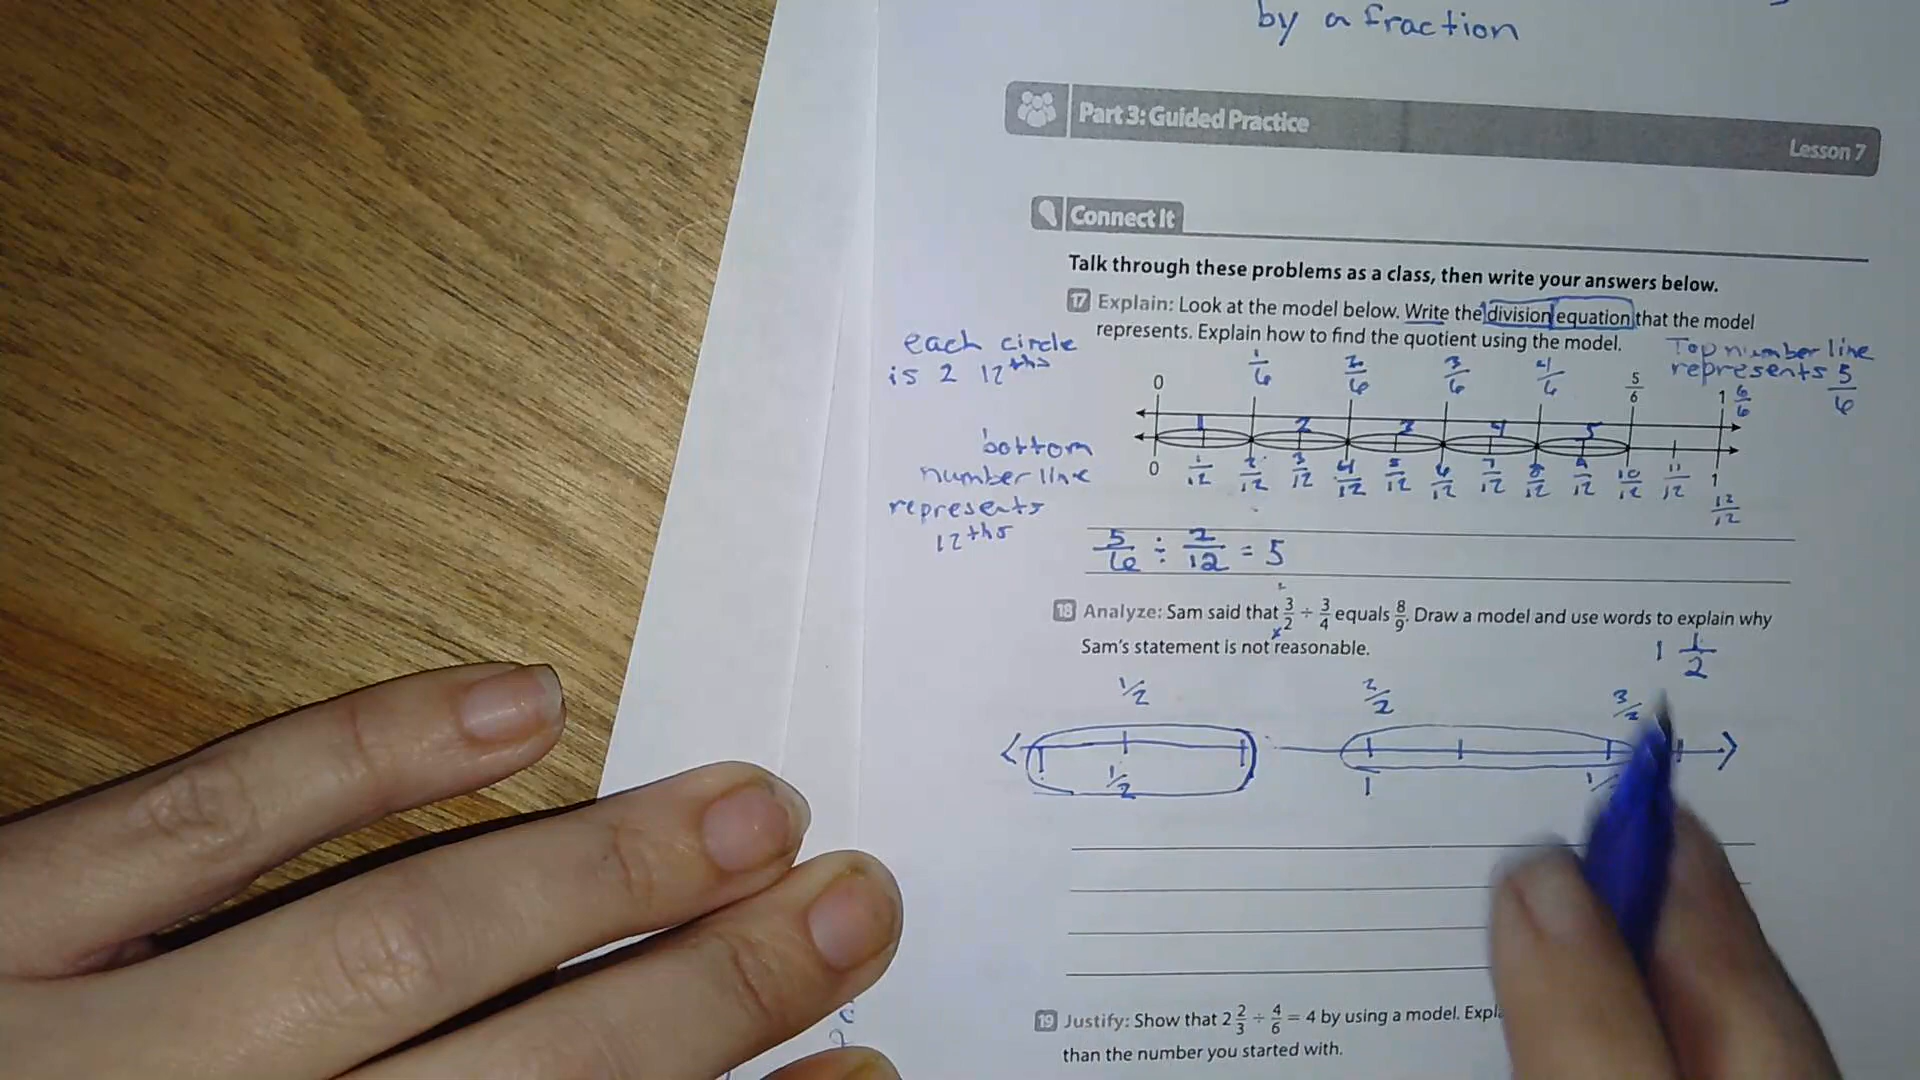 by a fraction
Part 3: Guided Practice
Lesson 7
Connect It
Talk through these problems as a class, then write your answers below.
17 Explain: Look at the model below. Write the division equation that the model
represents. Explain how to find the quotient using the model.
each circle
is 2 12ths
Top number line
represents 5/6
0 1/6 2/6 3/6 4/6 5/6 1 6/6
1 2 3 4 5
bottom
number line
represents
12ths
0 1/12 2/12 3/12 4/12 5/12 6/12 7/12 8/12 9/12 10/12 11/12 1
12/12
5/6 ÷ 2/12 = 5
18 Analyze: Sam said that 3/2 ÷ 3/4 equals 8/9. Draw a model and use words to explain why
Sam's statement is not reasonable.
1 1/2
1/2 2/2 3/2
1/2 1
19 Justify: Show that 2 2/3 ÷ 4/6 = 4 by using a model.
than the number you started with.